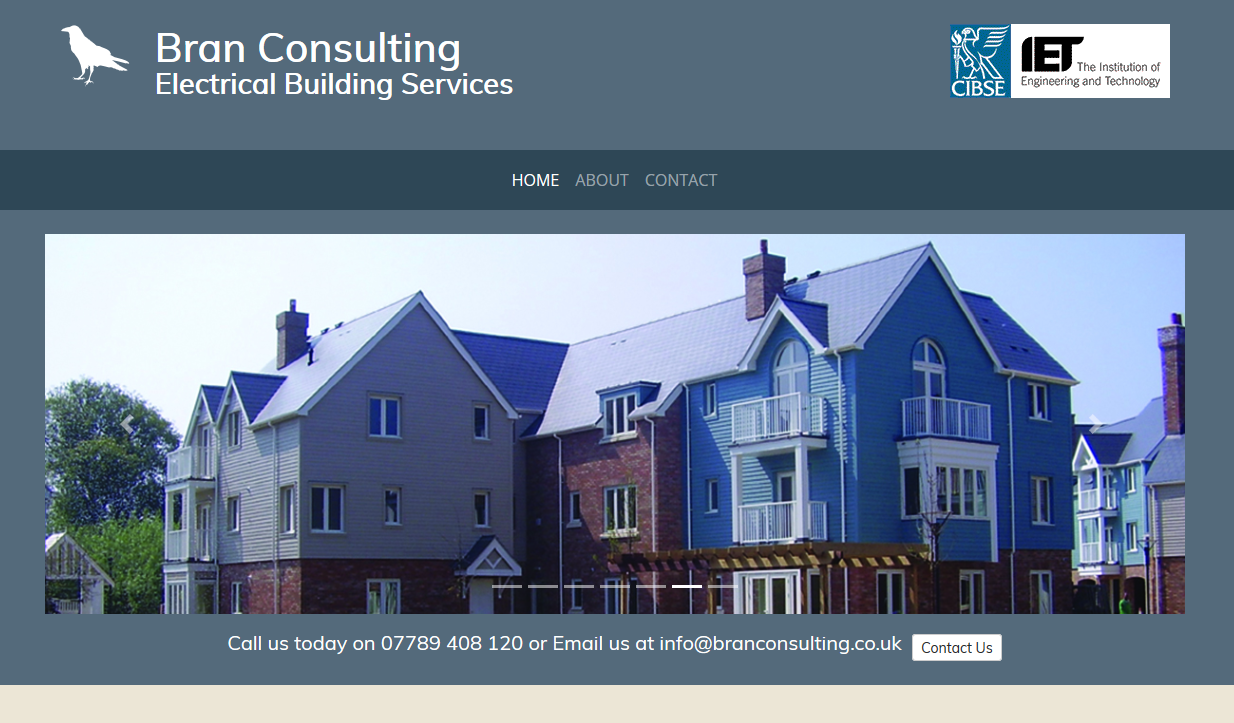 Bran Consulting
Electrical Building Services
CIBSE
IET The Institution of
Engineering and Technology
HOME ABOUT CONTACT
Call us today on 07789 408 120 or Email us at info@branconsulting.co.uk Contact Us